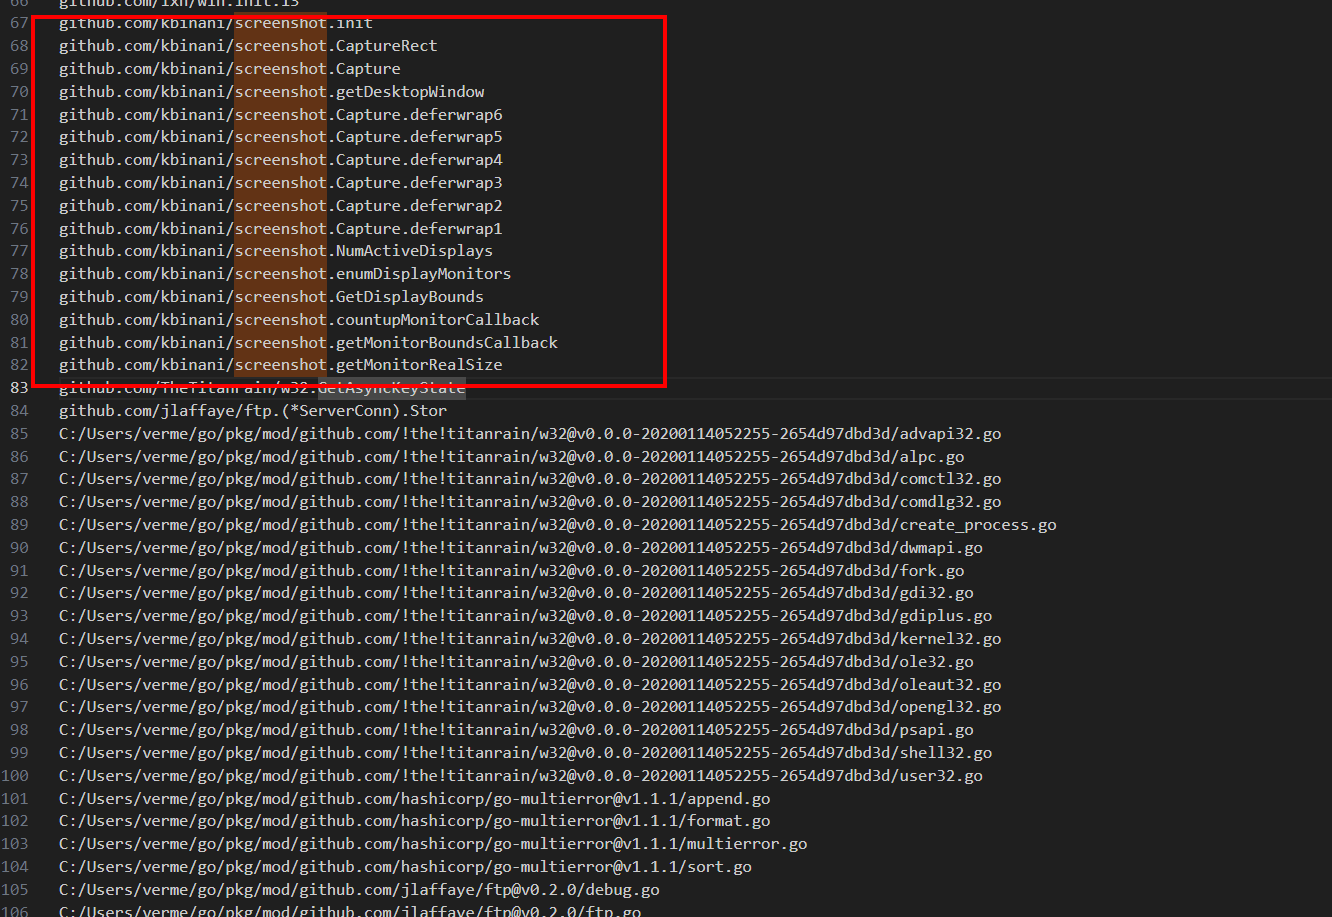 66 github.com/lxn/win.init.13
67 github.com/kbinani/screenshot.init
68 github.com/kbinani/screenshot.CaptureRect
69 github.com/kbinani/screenshot.Capture
70 github.com/kbinani/screenshot.getDesktopWindow
71 github.com/kbinani/screenshot.Capture.deferwrap6
72 github.com/kbinani/screenshot.Capture.deferwrap5
73 github.com/kbinani/screenshot.Capture.deferwrap4
74 github.com/kbinani/screenshot.Capture.deferwrap3
75 github.com/kbinani/screenshot.Capture.deferwrap2
76 github.com/kbinani/screenshot.Capture.deferwrap1
77 github.com/kbinani/screenshot.NumActiveDisplays
78 github.com/kbinani/screenshot.enumDisplayMonitors
79 github.com/kbinani/screenshot.GetDisplayBounds
80 github.com/kbinani/screenshot.countupMonitorCallback
81 github.com/kbinani/screenshot.getMonitorBoundsCallback
82 github.com/kbinani/screenshot.getMonitorRealSize
83 github.com/TheTitanrain/w32.GetAsyncKeyState
84 github.com/jlaffaye/ftp.(*ServerConn).Stor
85 C:/Users/verme/go/pkg/mod/github.com/!the!titanrain/w32@v0.0.0-20200114052255-2654d97dbd3d/advapi32.go
86 C:/Users/verme/go/pkg/mod/github.com/!the!titanrain/w32@v0.0.0-20200114052255-2654d97dbd3d/alpc.go
87 C:/Users/verme/go/pkg/mod/github.com/!the!titanrain/w32@v0.0.0-20200114052255-2654d97dbd3d/comctl32.go
88 C:/Users/verme/go/pkg/mod/github.com/!the!titanrain/w32@v0.0.0-20200114052255-2654d97dbd3d/comdlg32.go
89 C:/Users/verme/go/pkg/mod/github.com/!the!titanrain/w32@v0.0.0-20200114052255-2654d97dbd3d/create_process.go
90 C:/Users/verme/go/pkg/mod/github.com/!the!titanrain/w32@v0.0.0-20200114052255-2654d97dbd3d/dwmapi.go
91 C:/Users/verme/go/pkg/mod/github.com/!the!titanrain/w32@v0.0.0-20200114052255-2654d97dbd3d/fork.go
92 C:/Users/verme/go/pkg/mod/github.com/!the!titanrain/w32@v0.0.0-20200114052255-2654d97dbd3d/gdi32.go
93 C:/Users/verme/go/pkg/mod/github.com/!the!titanrain/w32@v0.0.0-20200114052255-2654d97dbd3d/gdiplus.go
94 C:/Users/verme/go/pkg/mod/github.com/!the!titanrain/w32@v0.0.0-20200114052255-2654d97dbd3d/kernel32.go
95 C:/Users/verme/go/pkg/mod/github.com/!the!titanrain/w32@v0.0.0-20200114052255-2654d97dbd3d/ole32.go
96 C:/Users/verme/go/pkg/mod/github.com/!the!titanrain/w32@v0.0.0-20200114052255-2654d97dbd3d/oleaut32.go
97 C:/Users/verme/go/pkg/mod/github.com/!the!titanrain/w32@v0.0.0-20200114052255-2654d97dbd3d/opengl32.go
98 C:/Users/verme/go/pkg/mod/github.com/!the!titanrain/w32@v0.0.0-20200114052255-2654d97dbd3d/psapi.go
99 C:/Users/verme/go/pkg/mod/github.com/!the!titanrain/w32@v0.0.0-20200114052255-2654d97dbd3d/shell32.go
100 C:/Users/verme/go/pkg/mod/github.com/!the!titanrain/w32@v0.0.0-20200114052255-2654d97dbd3d/user32.go
101 C:/Users/verme/go/pkg/mod/github.com/hashicorp/go-multierror@v1.1.1/append.go
102 C:/Users/verme/go/pkg/mod/github.com/hashicorp/go-multierror@v1.1.1/format.go
103 C:/Users/verme/go/pkg/mod/github.com/hashicorp/go-multierror@v1.1.1/multierror.go
104 C:/Users/verme/go/pkg/mod/github.com/hashicorp/go-multierror@v1.1.1/sort.go
105 C:/Users/verme/go/pkg/mod/github.com/jlaffaye/ftp@v0.2.0/debug.go
106 C:/Users/verme/go/pkg/mod/github.com/jlaffaye/ftp@v0.2.0/ftp.go